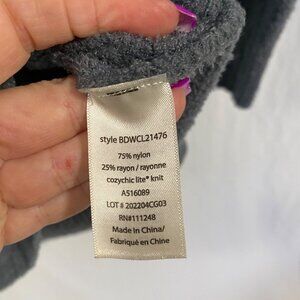 style BDWCL21476
75% nylon
25% rayon / rayonne
cozychic lite® knit
A516089
LOT # 202204CG03
RN#111248
Made in China/
Fabriqué en Chine